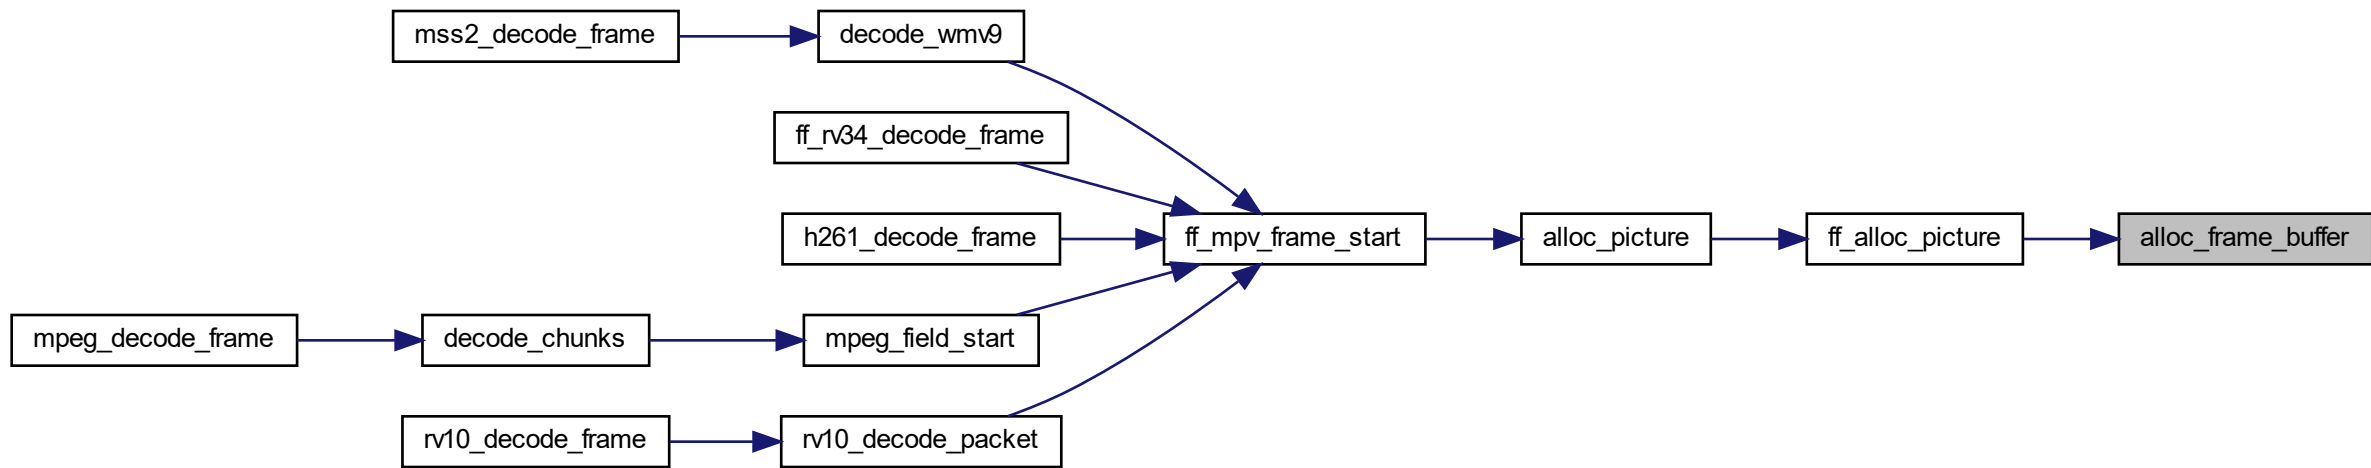 mss2_decode_frame
decode_wmv9
ff_rv34_decode_frame
h261_decode_frame
ff_mpv_frame_start
alloc_picture
ff_alloc_picture
alloc_frame_buffer
mpeg_decode_frame
decode_chunks
mpeg_field_start
rv10_decode_frame
rv10_decode_packet